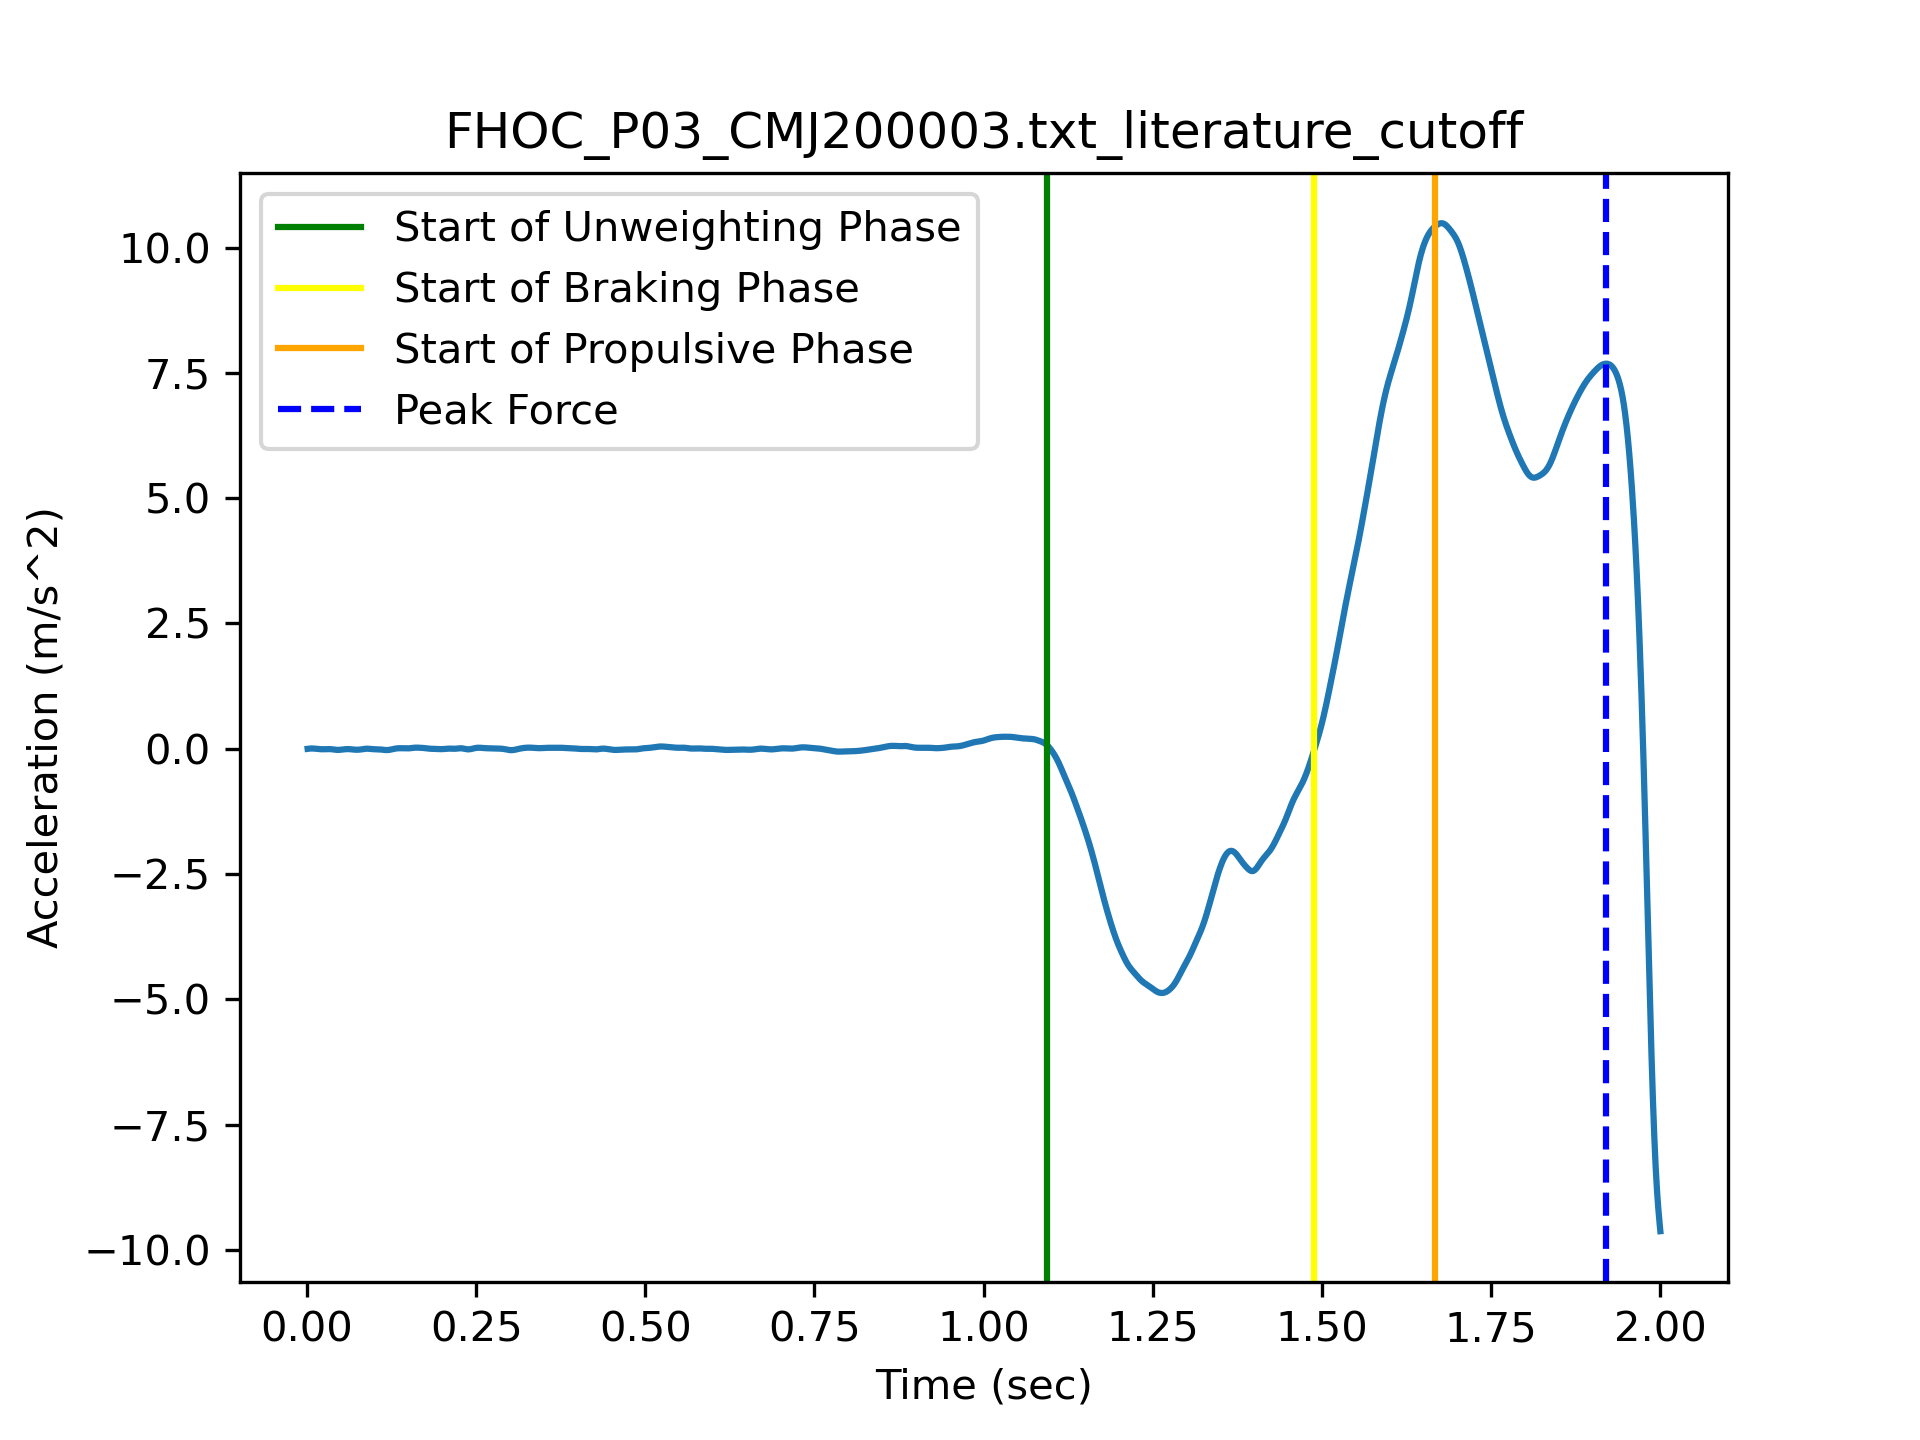 FHOC_P03_CMJ200003.txt_literature_cutoff
Start of Unweighting Phase
Start of Braking Phase
Start of Propulsive Phase
Peak Force
10.0
7.5
5.0
2.5
0.0
−2.5
−5.0
−7.5
−10.0
Acceleration (m/s^2)
0.00 0.25 0.50 0.75 1.00 1.25 1.50 1.75 2.00
Time (sec)